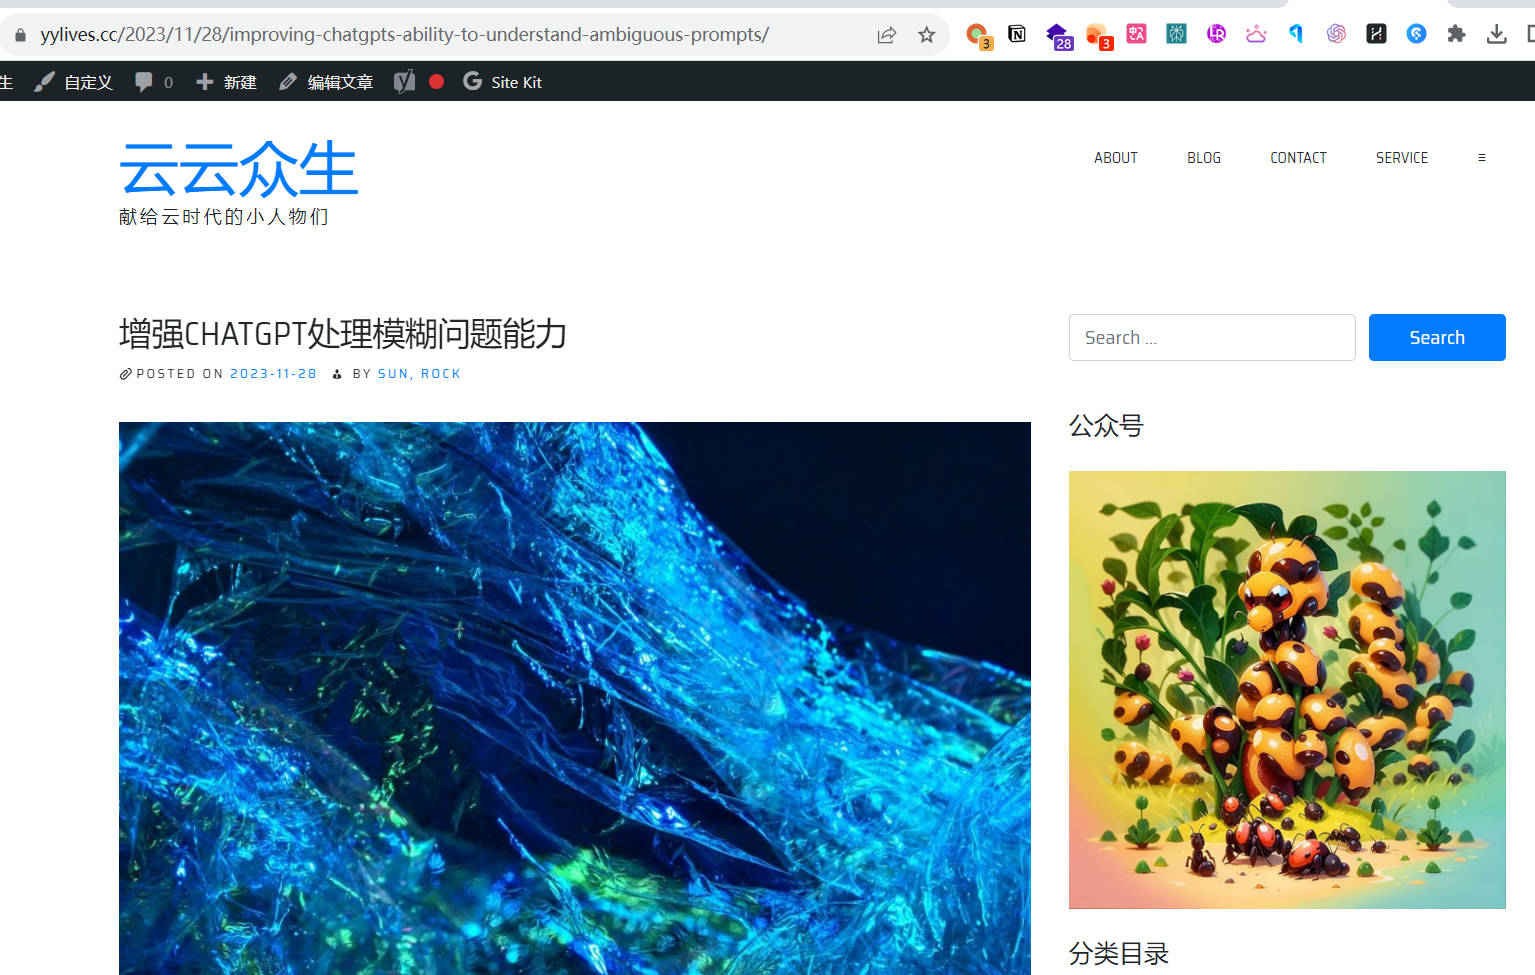 yylives.cc/2023/11/28/improving-chatgpts-ability-to-understand-ambiguous-prompts/
3
28
3
生 自定义 0 新建 编辑文章 Site Kit
云云众生
献给云时代的小人物们
ABOUT BLOG CONTACT SERVICE
增强CHATGPT处理模糊问题能力
POSTED ON 2023-11-28 BY SUN, ROCK
Search ...
Search
公众号
分类目录